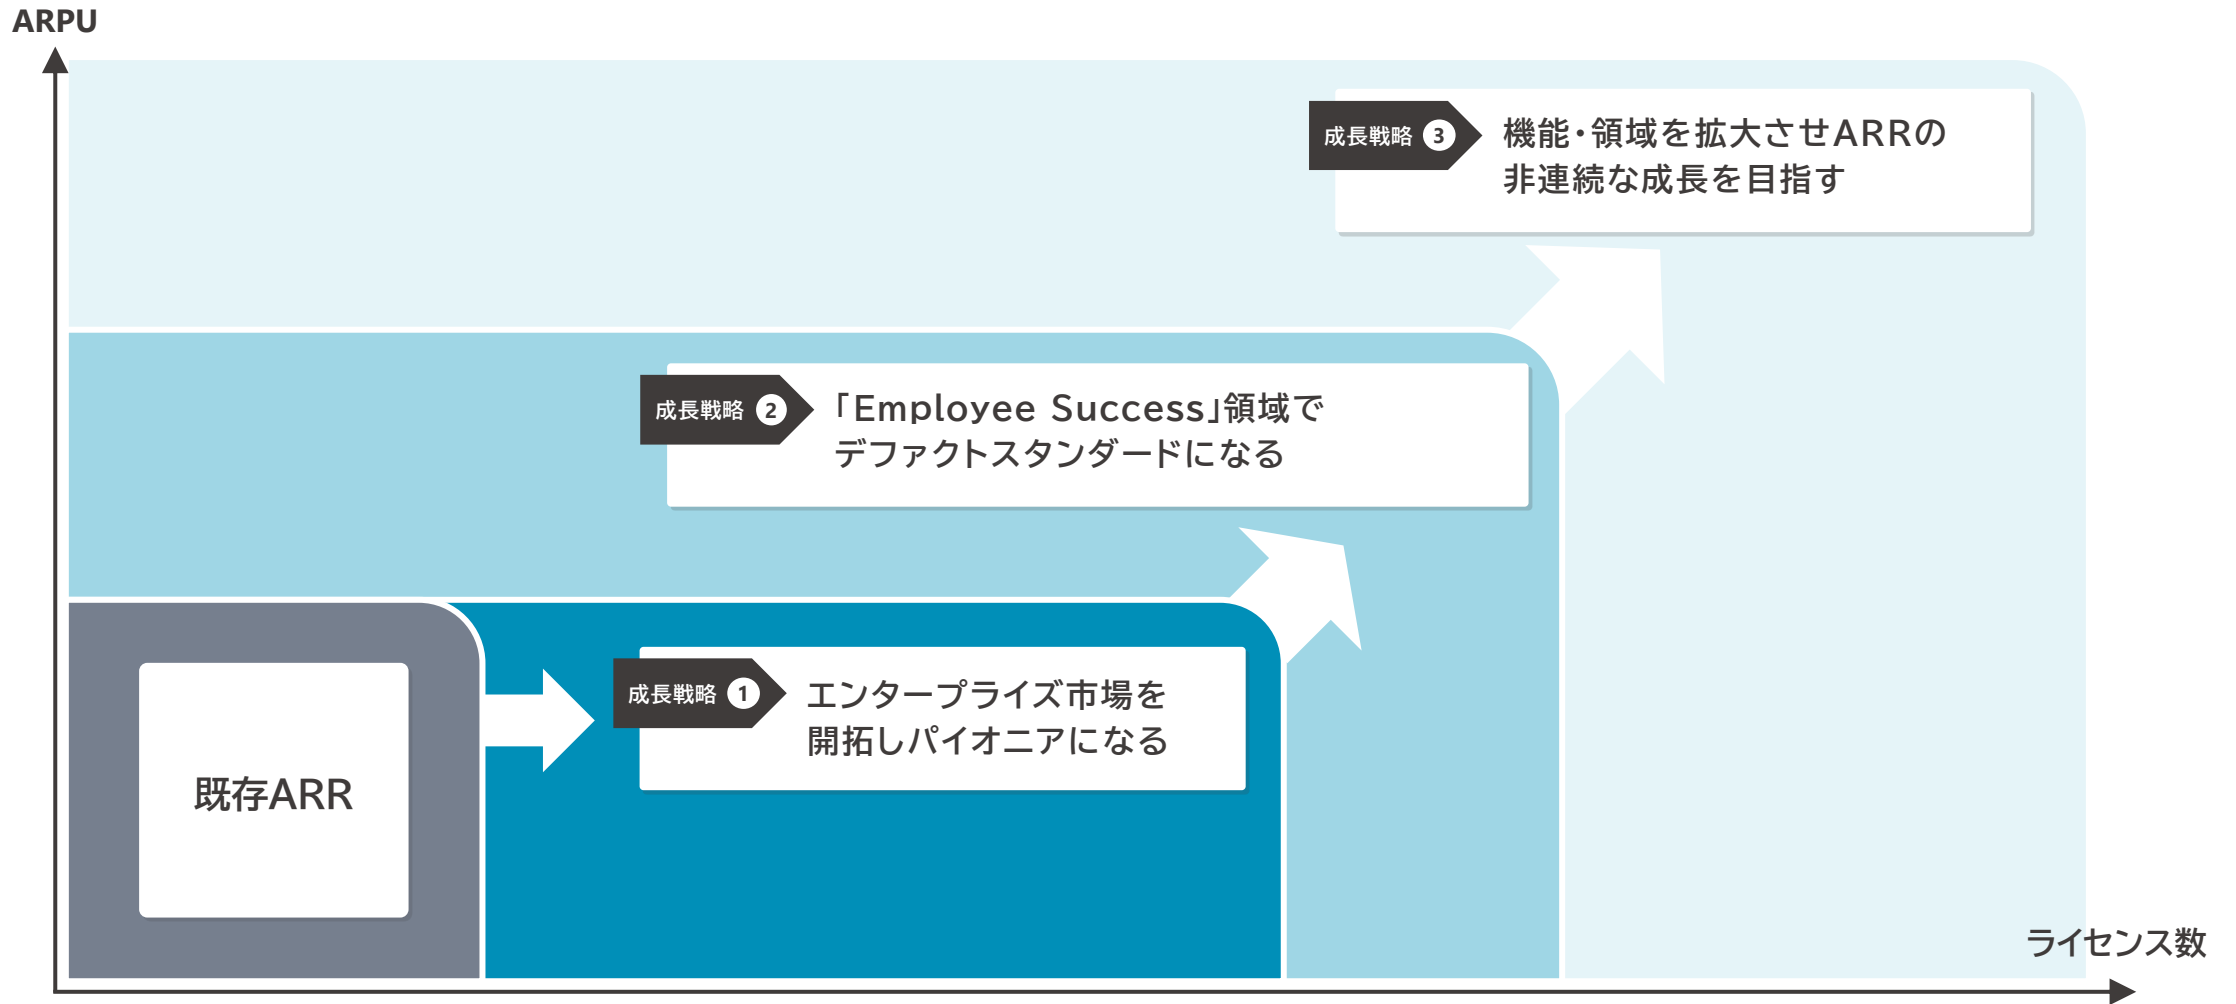 ARPU
成長戦略 3
機能・領域を拡大させARRの
非連続な成長を目指す
成長戦略 2
「Employee Success」領域で
デファクトスタンダードになる
成長戦略 1
エンタープライズ市場を
開拓しパイオニアになる
既存ARR
ライセンス数